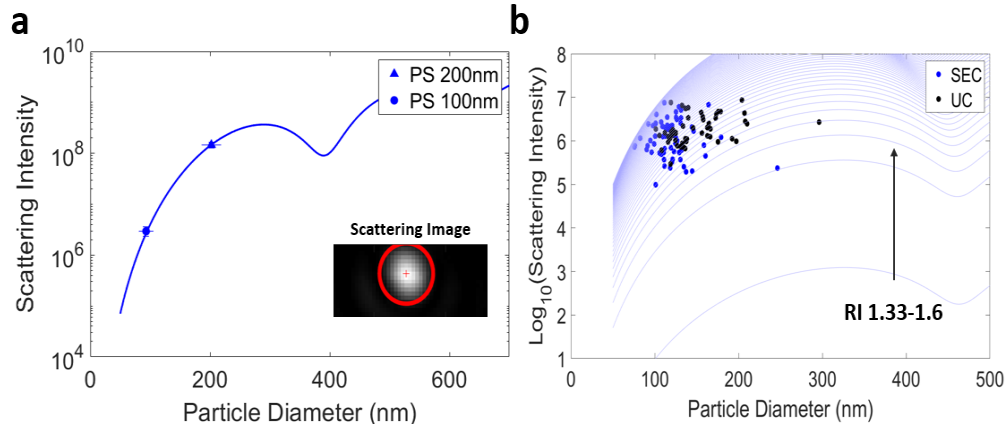 a
Scattering Intensity
10^10
10^8
10^6
10^4
PS 200nm
PS 100nm
Scattering Image
0
200
400
600
Particle Diameter (nm)
b
Log10(Scattering Intensity)
8
7
6
5
4
3
2
1
SEC
UC
RI 1.33-1.6
0
100
200
300
400
500
Particle Diameter (nm)